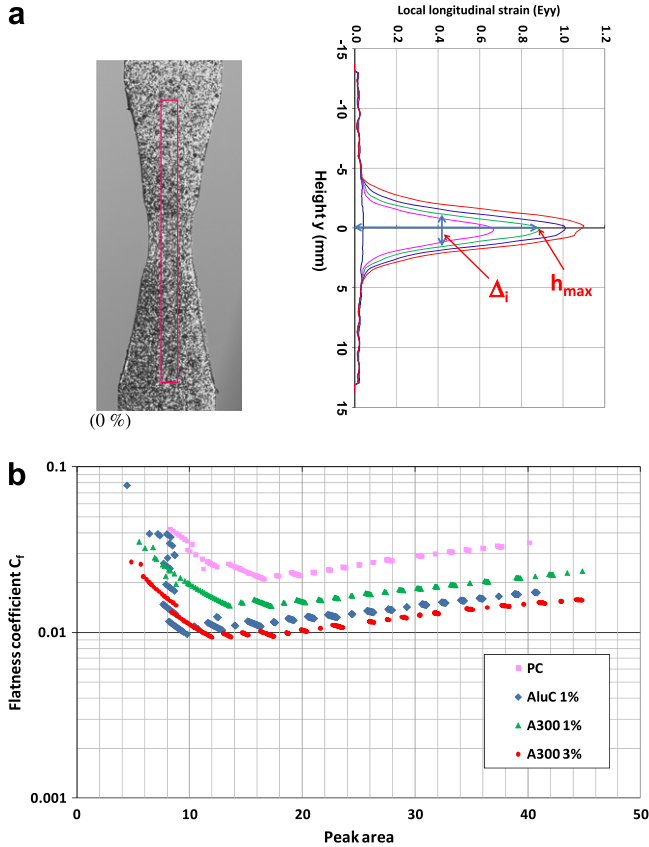 a
Local longitudinal strain (Eyy)
0.0 0.2 0.4 0.6 0.8 1.0 1.2
-15
-10
-5
0
5
10
15
Height y (mm)
Δi
hmax
(0 %)
b
Flatness coefficient Cf
0.1
0.01
0.001
PC
AluC 1%
A300 1%
A300 3%
0 10 20 30 40 50
Peak area